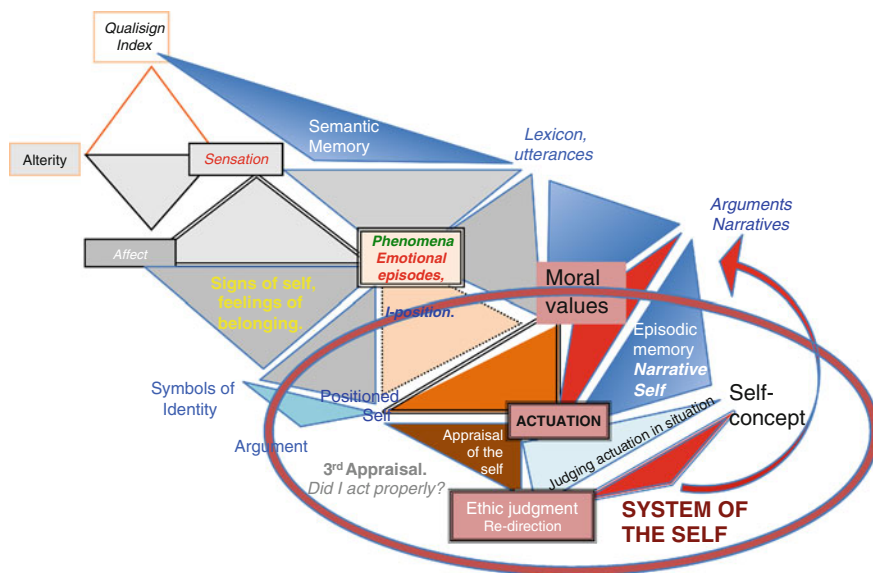 Qualisign
Index
Semantic
Memory
Lexicon,
utterances
Alterity
Sensation
Arguments
Narratives
Affect
Phenomena
Emotional
episodes,
Signs of self,
feelings of
belonging.
I-position.
Moral
values
Episodic
memory
Narrative
Self
Symbols of
Identity
Positioned
Self
Self-
concept
ACTUATION
Argument
Appraisal
of the
self
Judging actuation in situation
3rd Appraisal.
Did I act properly?
Ethic judgment
Re-direction
SYSTEM OF
THE SELF